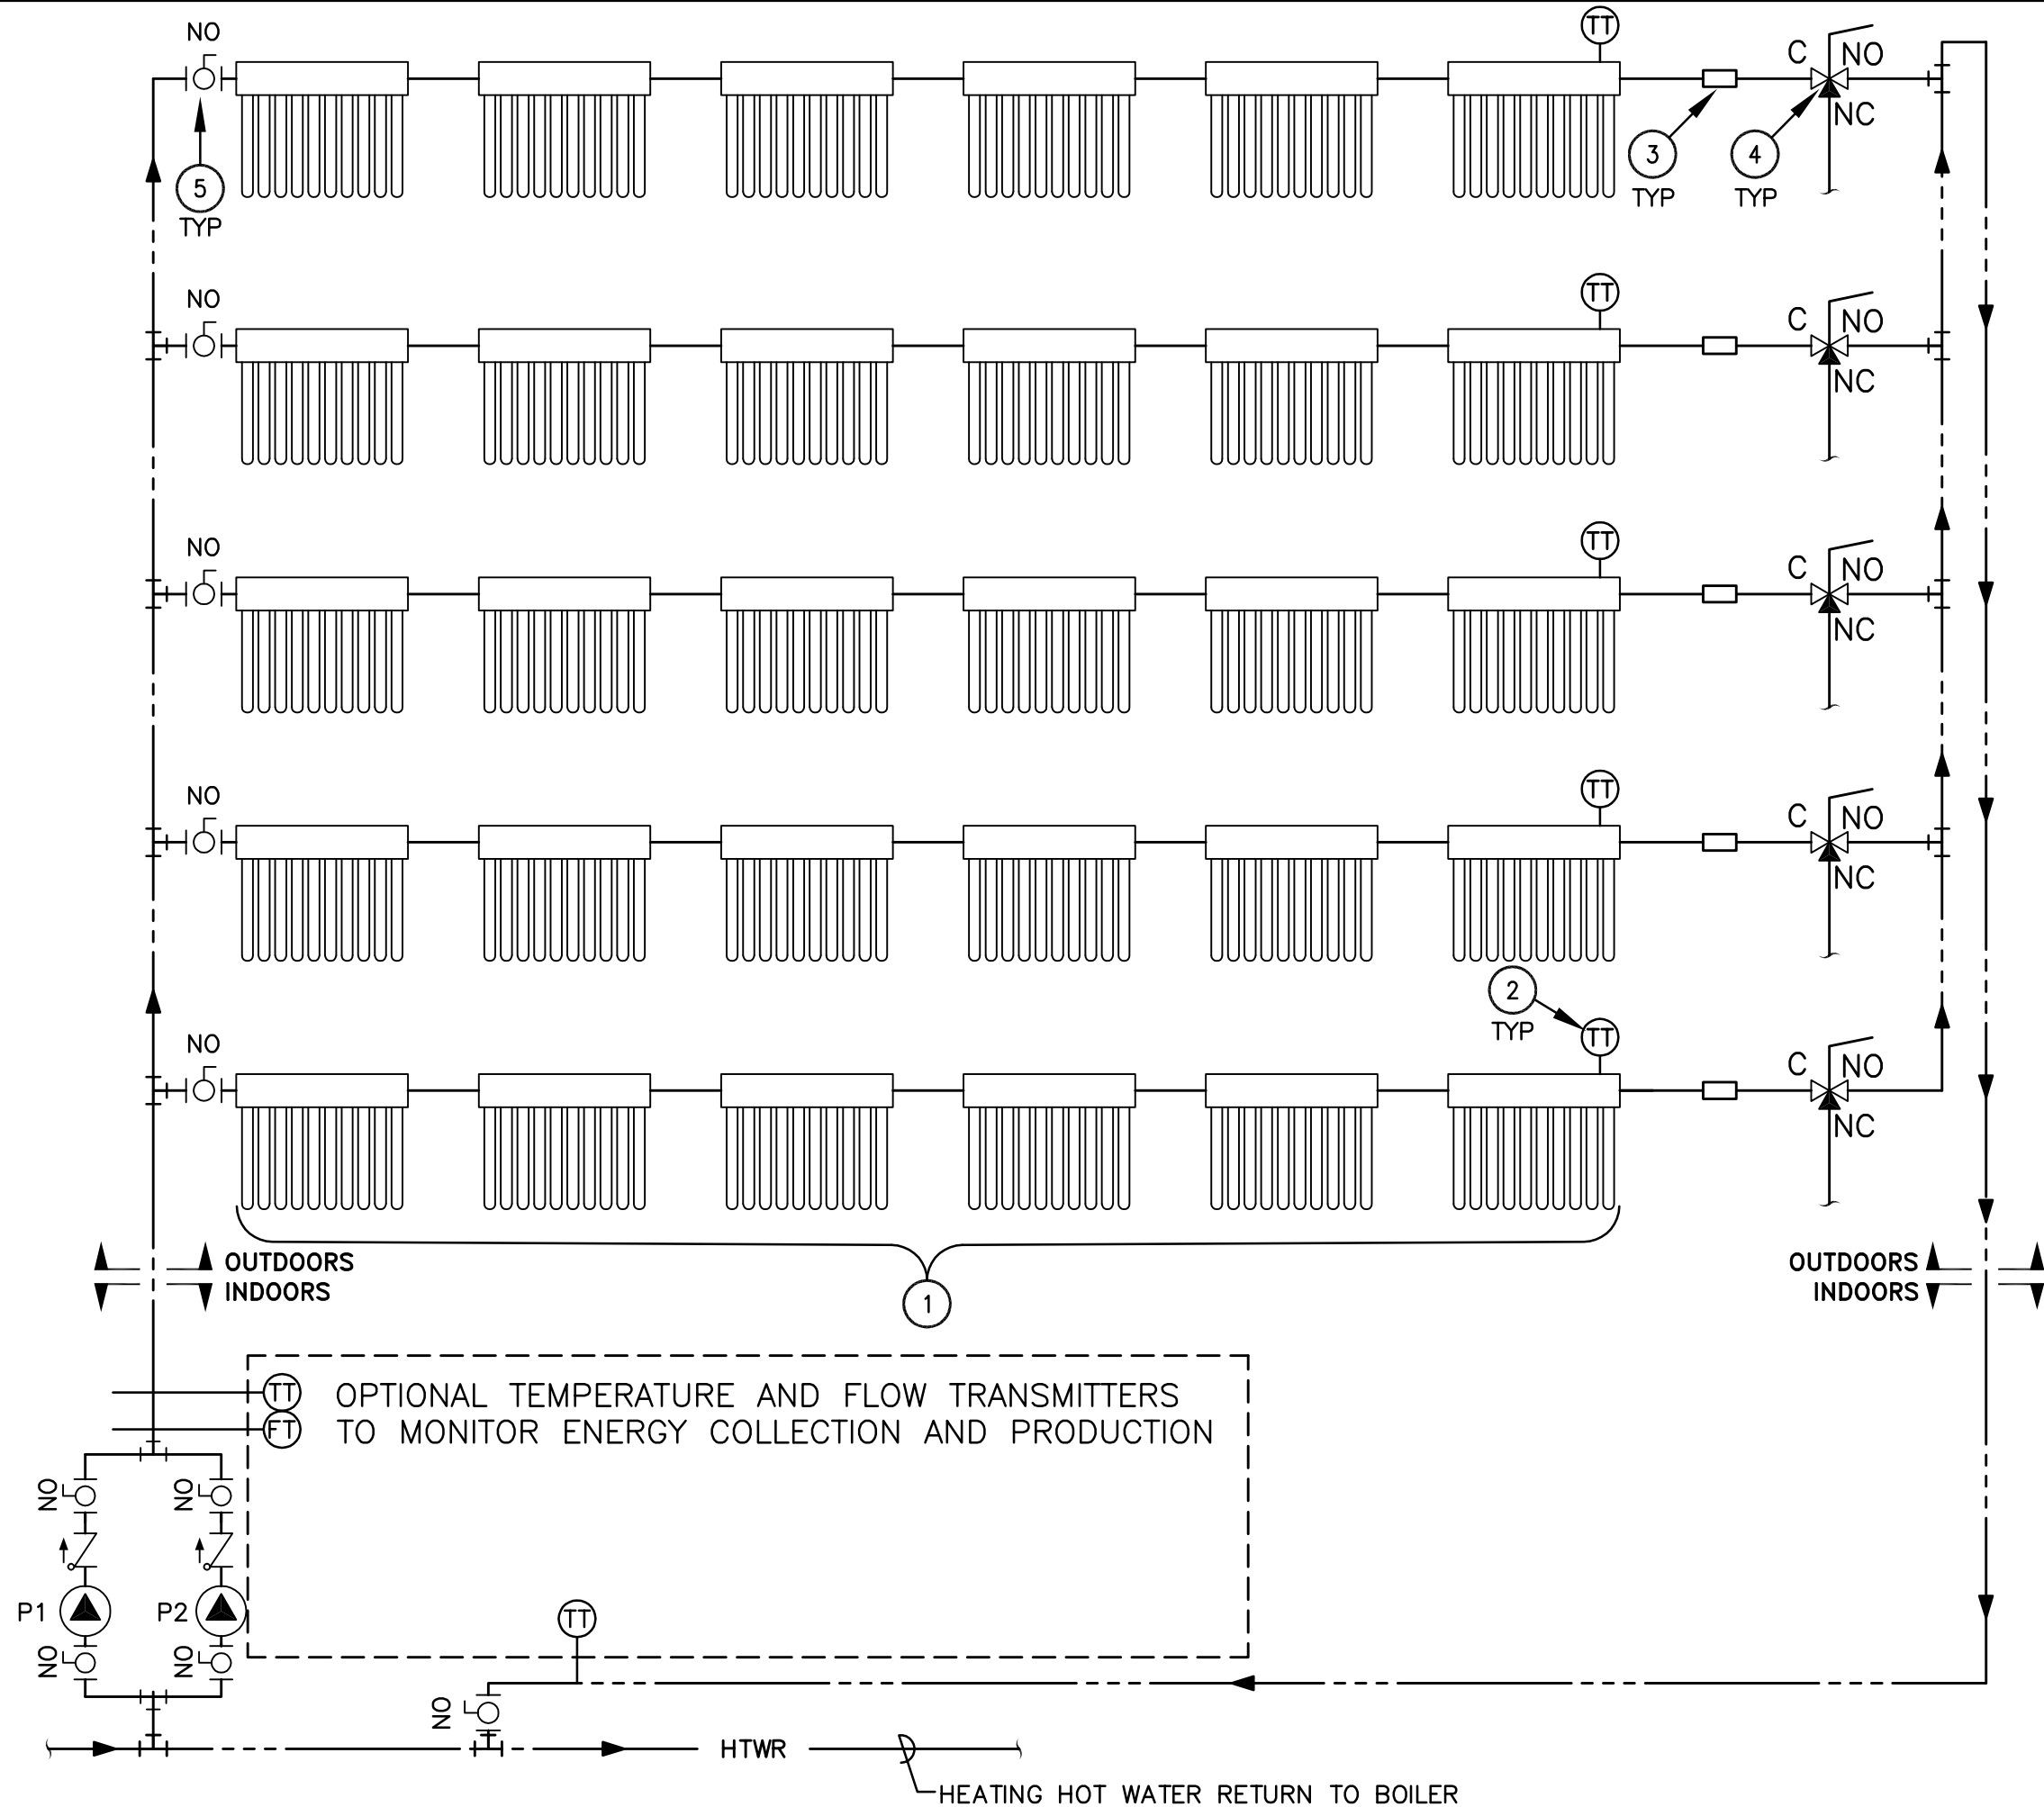 NO
TT
C
NO
NC
5
TYP
3
TYP
4
TYP
NO
TT
C
NO
NC
NO
TT
C
NO
NC
NO
TT
C
NO
NC
2
TYP
NO
TT
C
NO
NC
OUTDOORS
INDOORS
OUTDOORS
INDOORS
1
TT OPTIONAL TEMPERATURE AND FLOW TRANSMITTERS
FT TO MONITOR ENERGY COLLECTION AND PRODUCTION
NO
NO
P1
P2
TT
NO
NO
NO
HTWR
HEATING HOT WATER RETURN TO BOILER